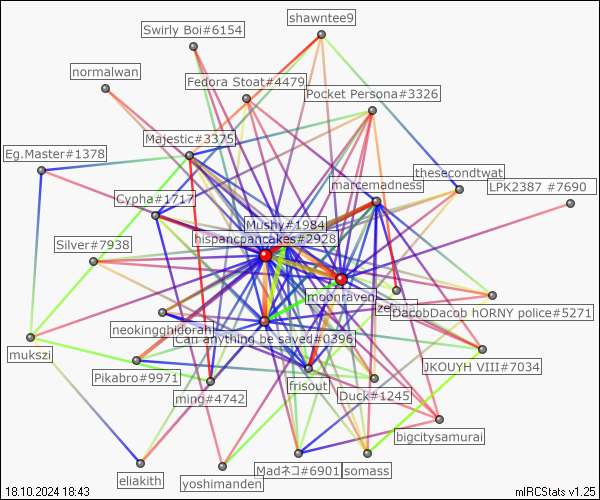 shawntee9
Swirly Boi#6154
normalwan
Fedora Stoat#4479
Pocket Persona#3326
Majestic#3375
Eg.Master#1378
thesecondtwat
marcemadness
LPK2387 #7690
Cypha#1717
Mushy#1984
hispancpancakes#2928
Silver#7938
moonraven
zebula
DacobDacob hORNY police#5271
neokingghidorah
Can anything be saved#0396
mukszi
JKOUYH VIII#7034
Pikabro#9971
frisout
ming#4742
Duck#1245
bigcitysamurai
eliakith
yoshimanden
Madネコ#6901
somass
18.10.2024 18:43
mIRCStats v1.25